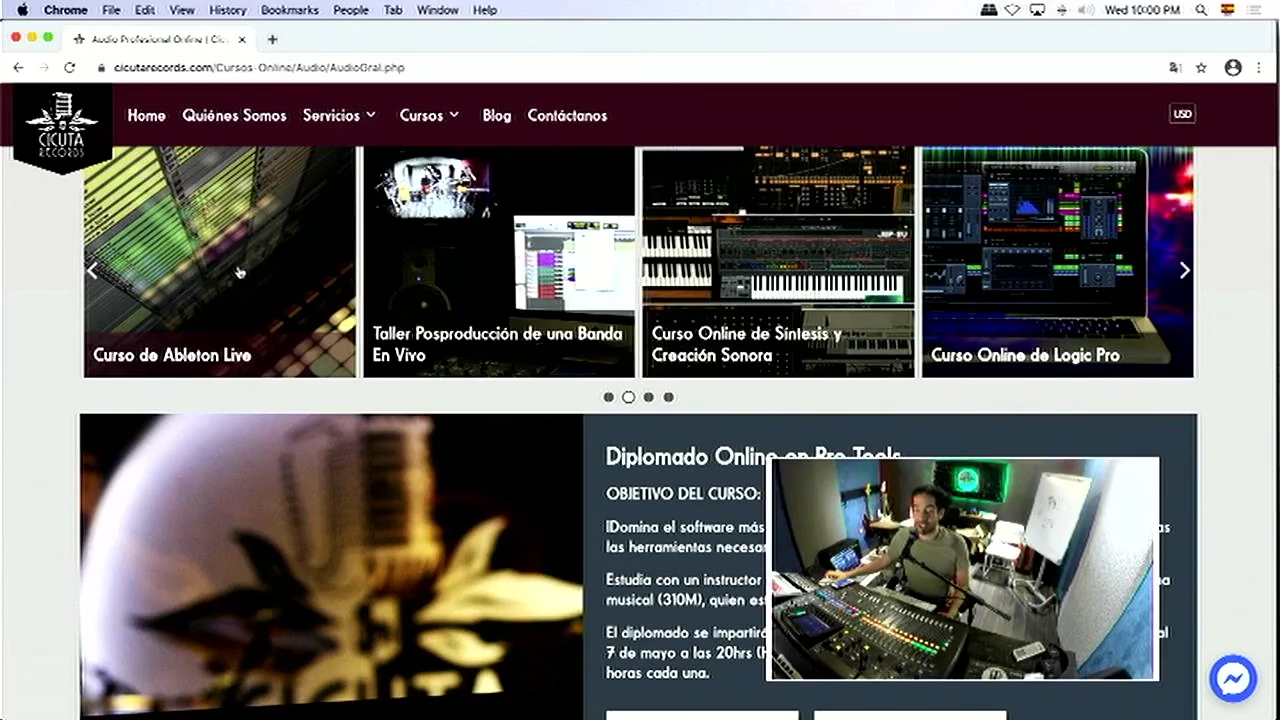 Chrome File Edit View History Bookmarks People Tab Window Help Wed 10:00 PM
Audio Profesional Online | Cic...
cicutarecords.com/Cursos-Online/Audio/AudioGral.php
CICUTA
RECORDS
Home Quiénes Somos Servicios Cursos Blog Contáctanos USD
Curso de Ableton Live
Taller Posproducción de una Banda
En Vivo
Curso Online de Síntesis y
Creación Sonora
Curso Online de Logic Pro
Diplomado Online en Pro Tools
OBJETIVO DEL CURSO:
¡Domina el software más
las herramientas necesar
Estudia con un instructor
musical (310M), quien est
El diplomado se impartirá
7 de mayo a las 20hrs (H
horas cada una.
CICUTA